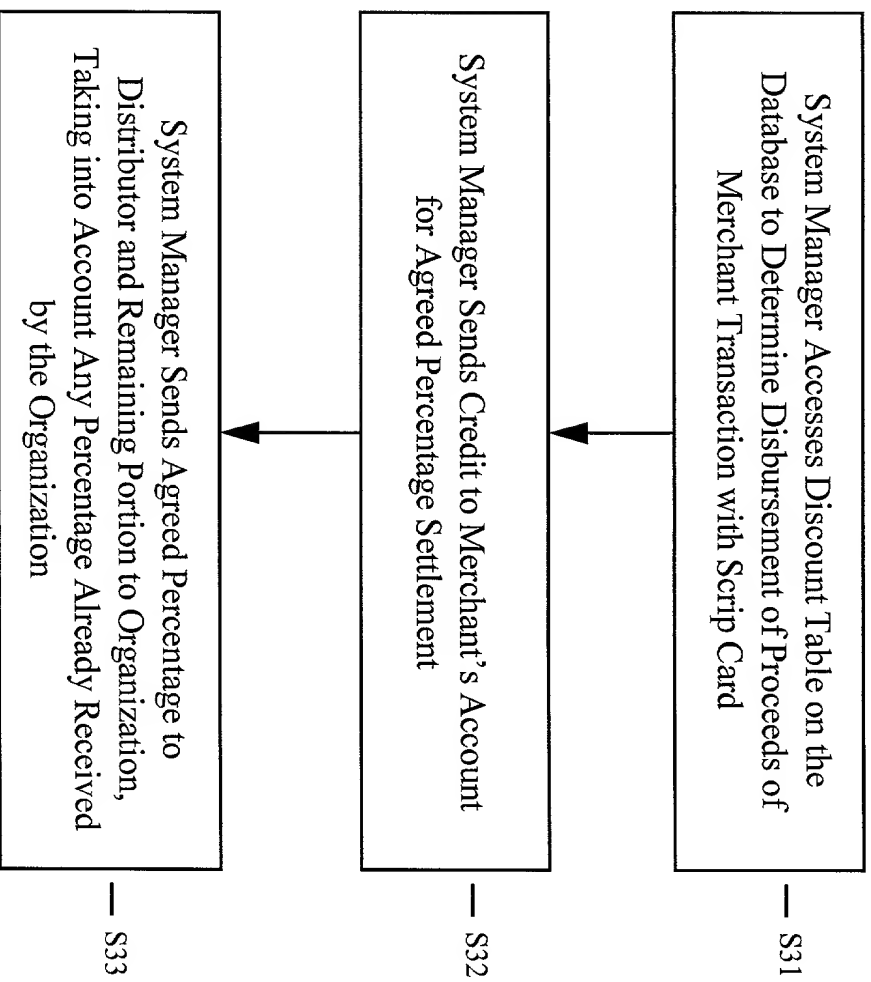 System Manager Accesses Discount Table on the
Database to Determine Disbursement of Proceeds of
Merchant Transaction with Scrip Card
S31
System Manager Sends Credit to Merchant's Account
for Agreed Percentage Settlement
S32
System Manager Sends Agreed Percentage to
Distributor and Remaining Portion to Organization,
Taking into Account Any Percentage Already Received
by the Organization
S33